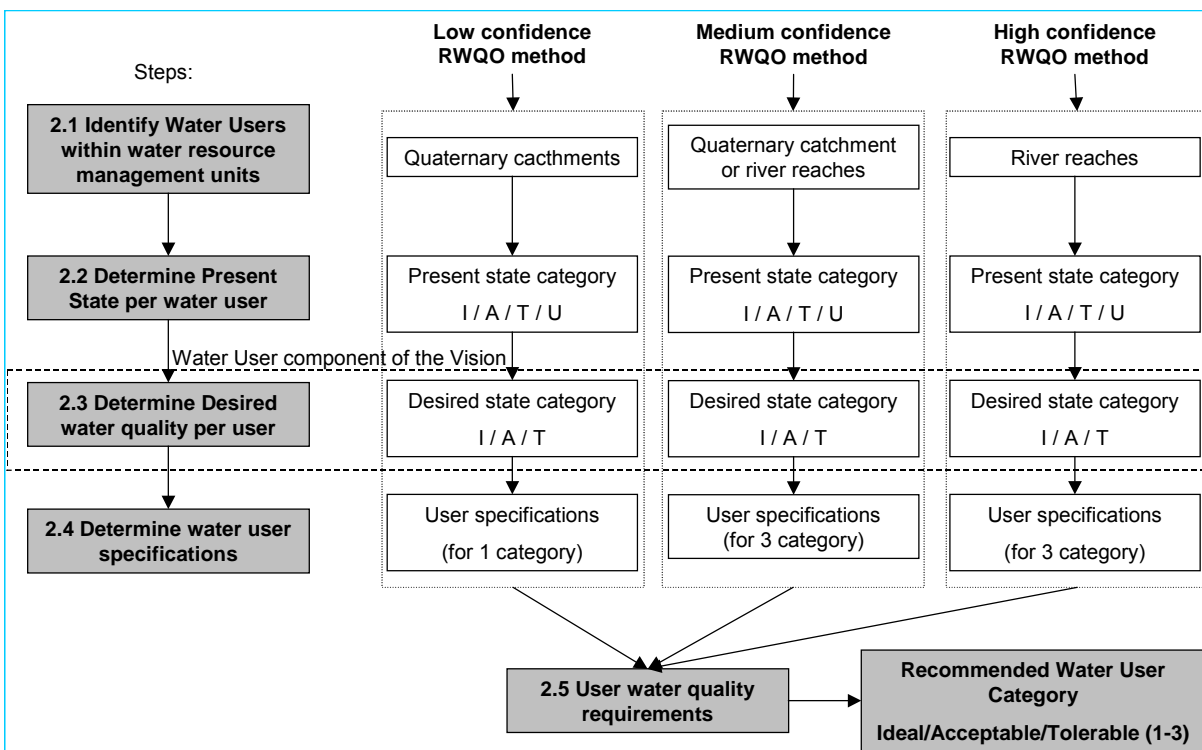 Low confidence
RWQO method
Medium confidence
RWQO method
High confidence
RWQO method
Steps:
2.1 Identify Water Users
within water resource
management units
Quaternary cacthments
Quaternary catchment
or river reaches
River reaches
2.2 Determine Present
State per water user
Present state category
I / A / T / U
Present state category
I / A / T / U
Present state category
I / A / T / U
Water User component of the Vision
2.3 Determine Desired
water quality per user
Desired state category
I / A / T
Desired state category
I / A / T
Desired state category
I / A / T
2.4 Determine water user
specifications
User specifications
(for 1 category)
User specifications
(for 3 category)
User specifications
(for 3 category)
2.5 User water quality
requirements
Recommended Water User
Category
Ideal/Acceptable/Tolerable (1-3)